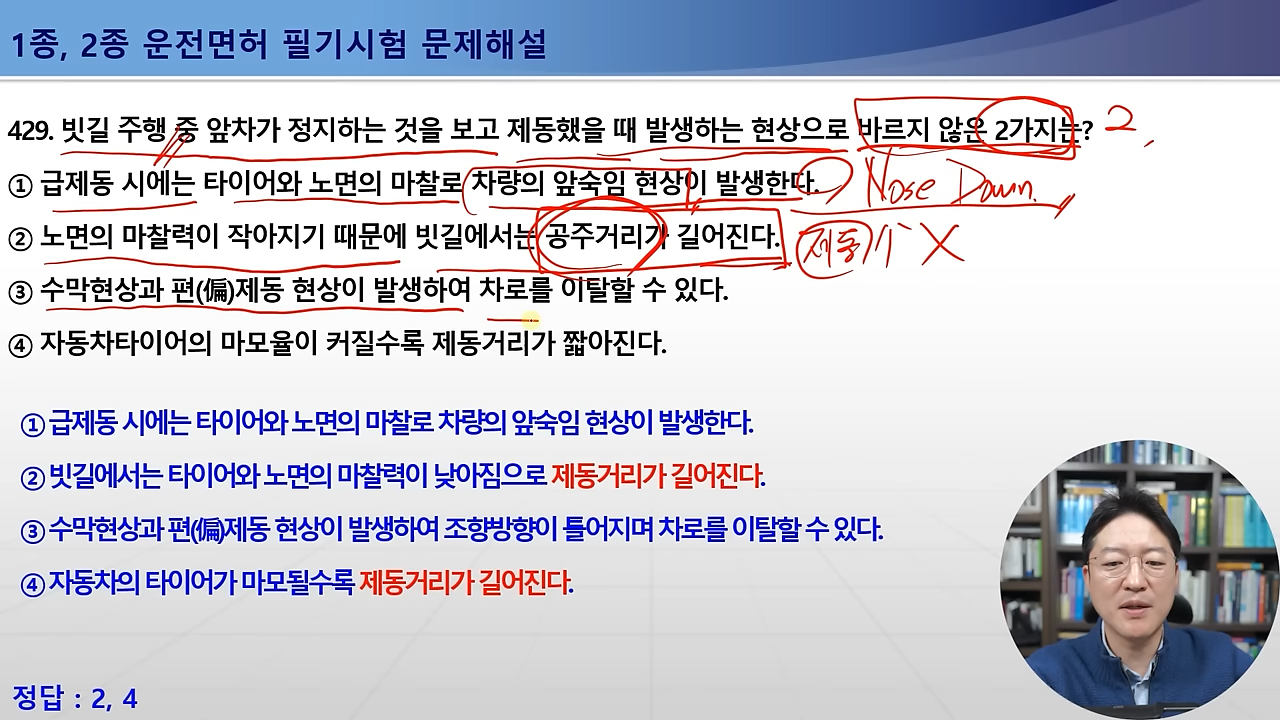 1종, 2종 운전면허 필기시험 문제해설
429. 빗길 주행 중 앞차가 정지하는 것을 보고 제동했을 때 발생하는 현상으로 바르지 않은 2가지는? 2
① 급제동 시에는 타이어와 노면의 마찰로 차량의 앞숙임 현상이 발생한다. Nose Down.
② 노면의 마찰력이 작아지기 때문에 빗길에서는 공주거리가 길어진다. 제동 X
③ 수막현상과 편(偏)제동 현상이 발생하여 차로를 이탈할 수 있다.
④ 자동차타이어의 마모율이 커질수록 제동거리가 짧아진다.
① 급제동 시에는 타이어와 노면의 마찰로 차량의 앞숙임 현상이 발생한다.
② 빗길에서는 타이어와 노면의 마찰력이 낮아짐으로 제동거리가 길어진다.
③ 수막현상과 편(偏)제동 현상이 발생하여 조향방향이 틀어지며 차로를 이탈할 수 있다.
④ 자동차의 타이어가 마모될수록 제동거리가 길어진다.
정답 : 2, 4